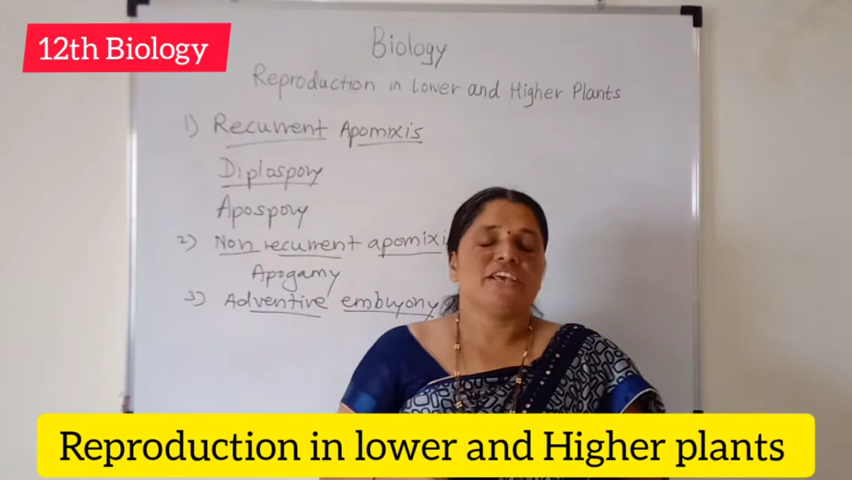 12th Biology
Biology
Reproduction in Lower and Higher Plants
1) Recurrent Apomixis
Diplospory
Apospory
2) Non recurrent apomixi
Apogamy
3) Adventive embryony
Reproduction in lower and Higher plants